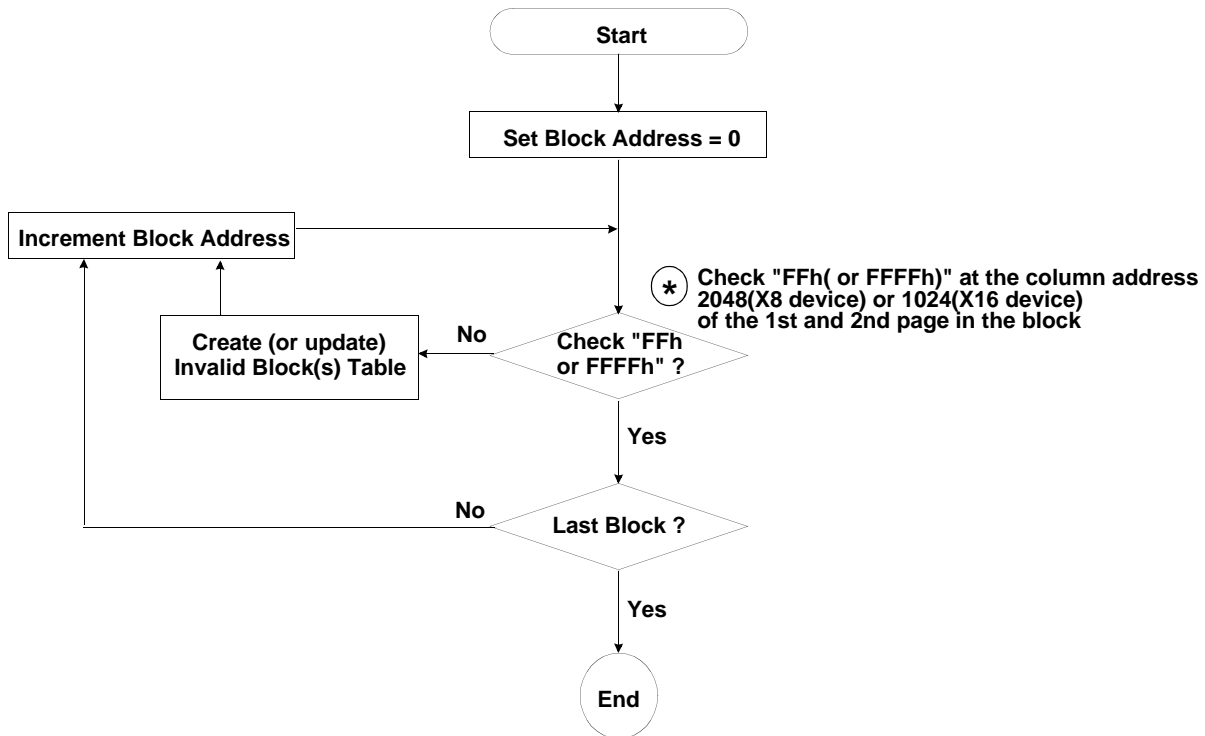 Start
Set Block Address = 0
Increment Block Address
* Check "FFh( or FFFFh)" at the column address
2048(X8 device) or 1024(X16 device)
of the 1st and 2nd page in the block
No
Create (or update)
Invalid Block(s) Table
Check "FFh
or FFFFh" ?
Yes
No
Last Block ?
Yes
End